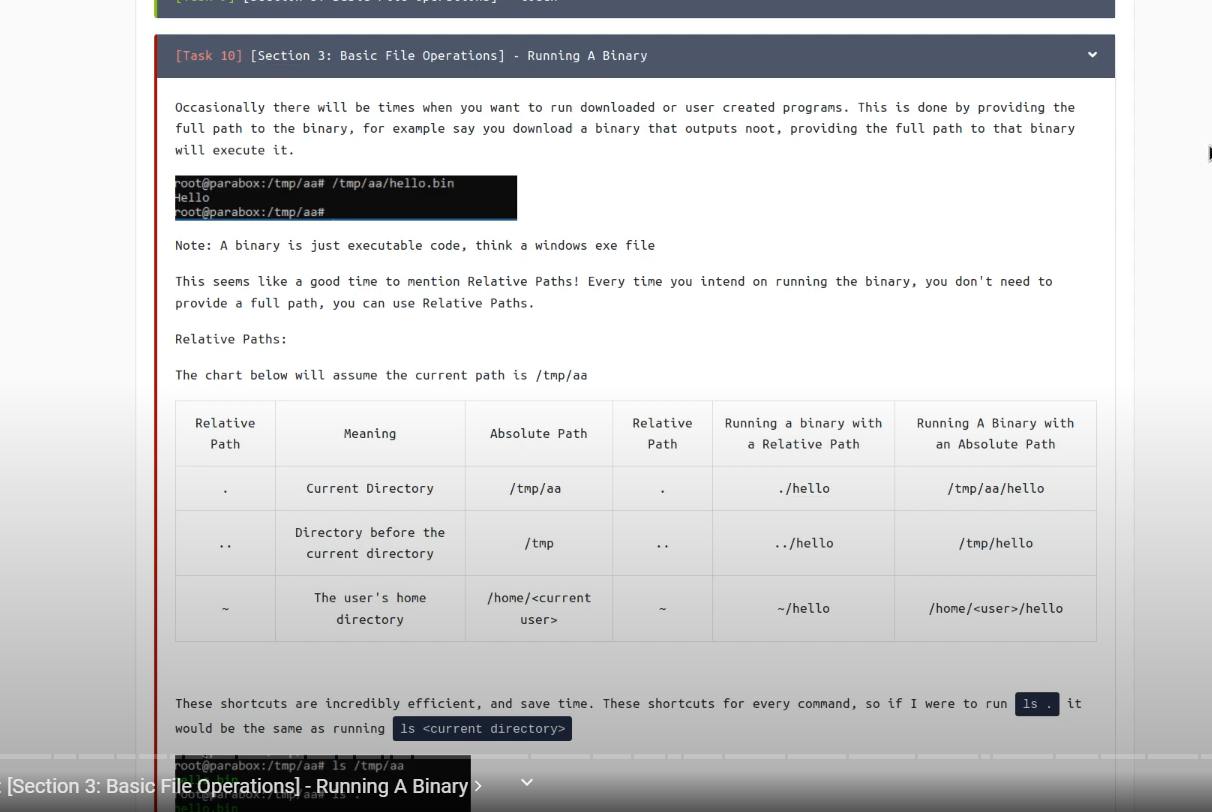 [Task 10] [Section 3: Basic File Operations] - Running A Binary
Occasionally there will be times when you want to run downloaded or user created programs. This is done by providing the
full path to the binary, for example say you download a binary that outputs noot, providing the full path to that binary
will execute it.
root@parabox:/tmp/aa# /tmp/aa/hello.bin
Hello
root@parabox:/tmp/aa#
Note: A binary is just executable code, think a windows exe file
This seems like a good time to mention Relative Paths! Every time you intend on running the binary, you don't need to
provide a full path, you can use Relative Paths.
Relative Paths:
The chart below will assume the current path is /tmp/aa
Relative Path | Meaning | Absolute Path | Relative Path | Running a binary with a Relative Path | Running A Binary with an Absolute Path
. | Current Directory | /tmp/aa | . | ./hello | /tmp/aa/hello
.. | Directory before the current directory | /tmp | .. | ../hello | /tmp/hello
~ | The user's home directory | /home/<current user> | ~ | ~/hello | /home/<user>/hello
These shortcuts are incredibly efficient, and save time. These shortcuts for every command, so if I were to run ls . it
would be the same as running ls <current directory>
root@parabox:/tmp/aa# ls /tmp/aa
[Section 3: Basic File Operations] - Running A Binary
hello.bin